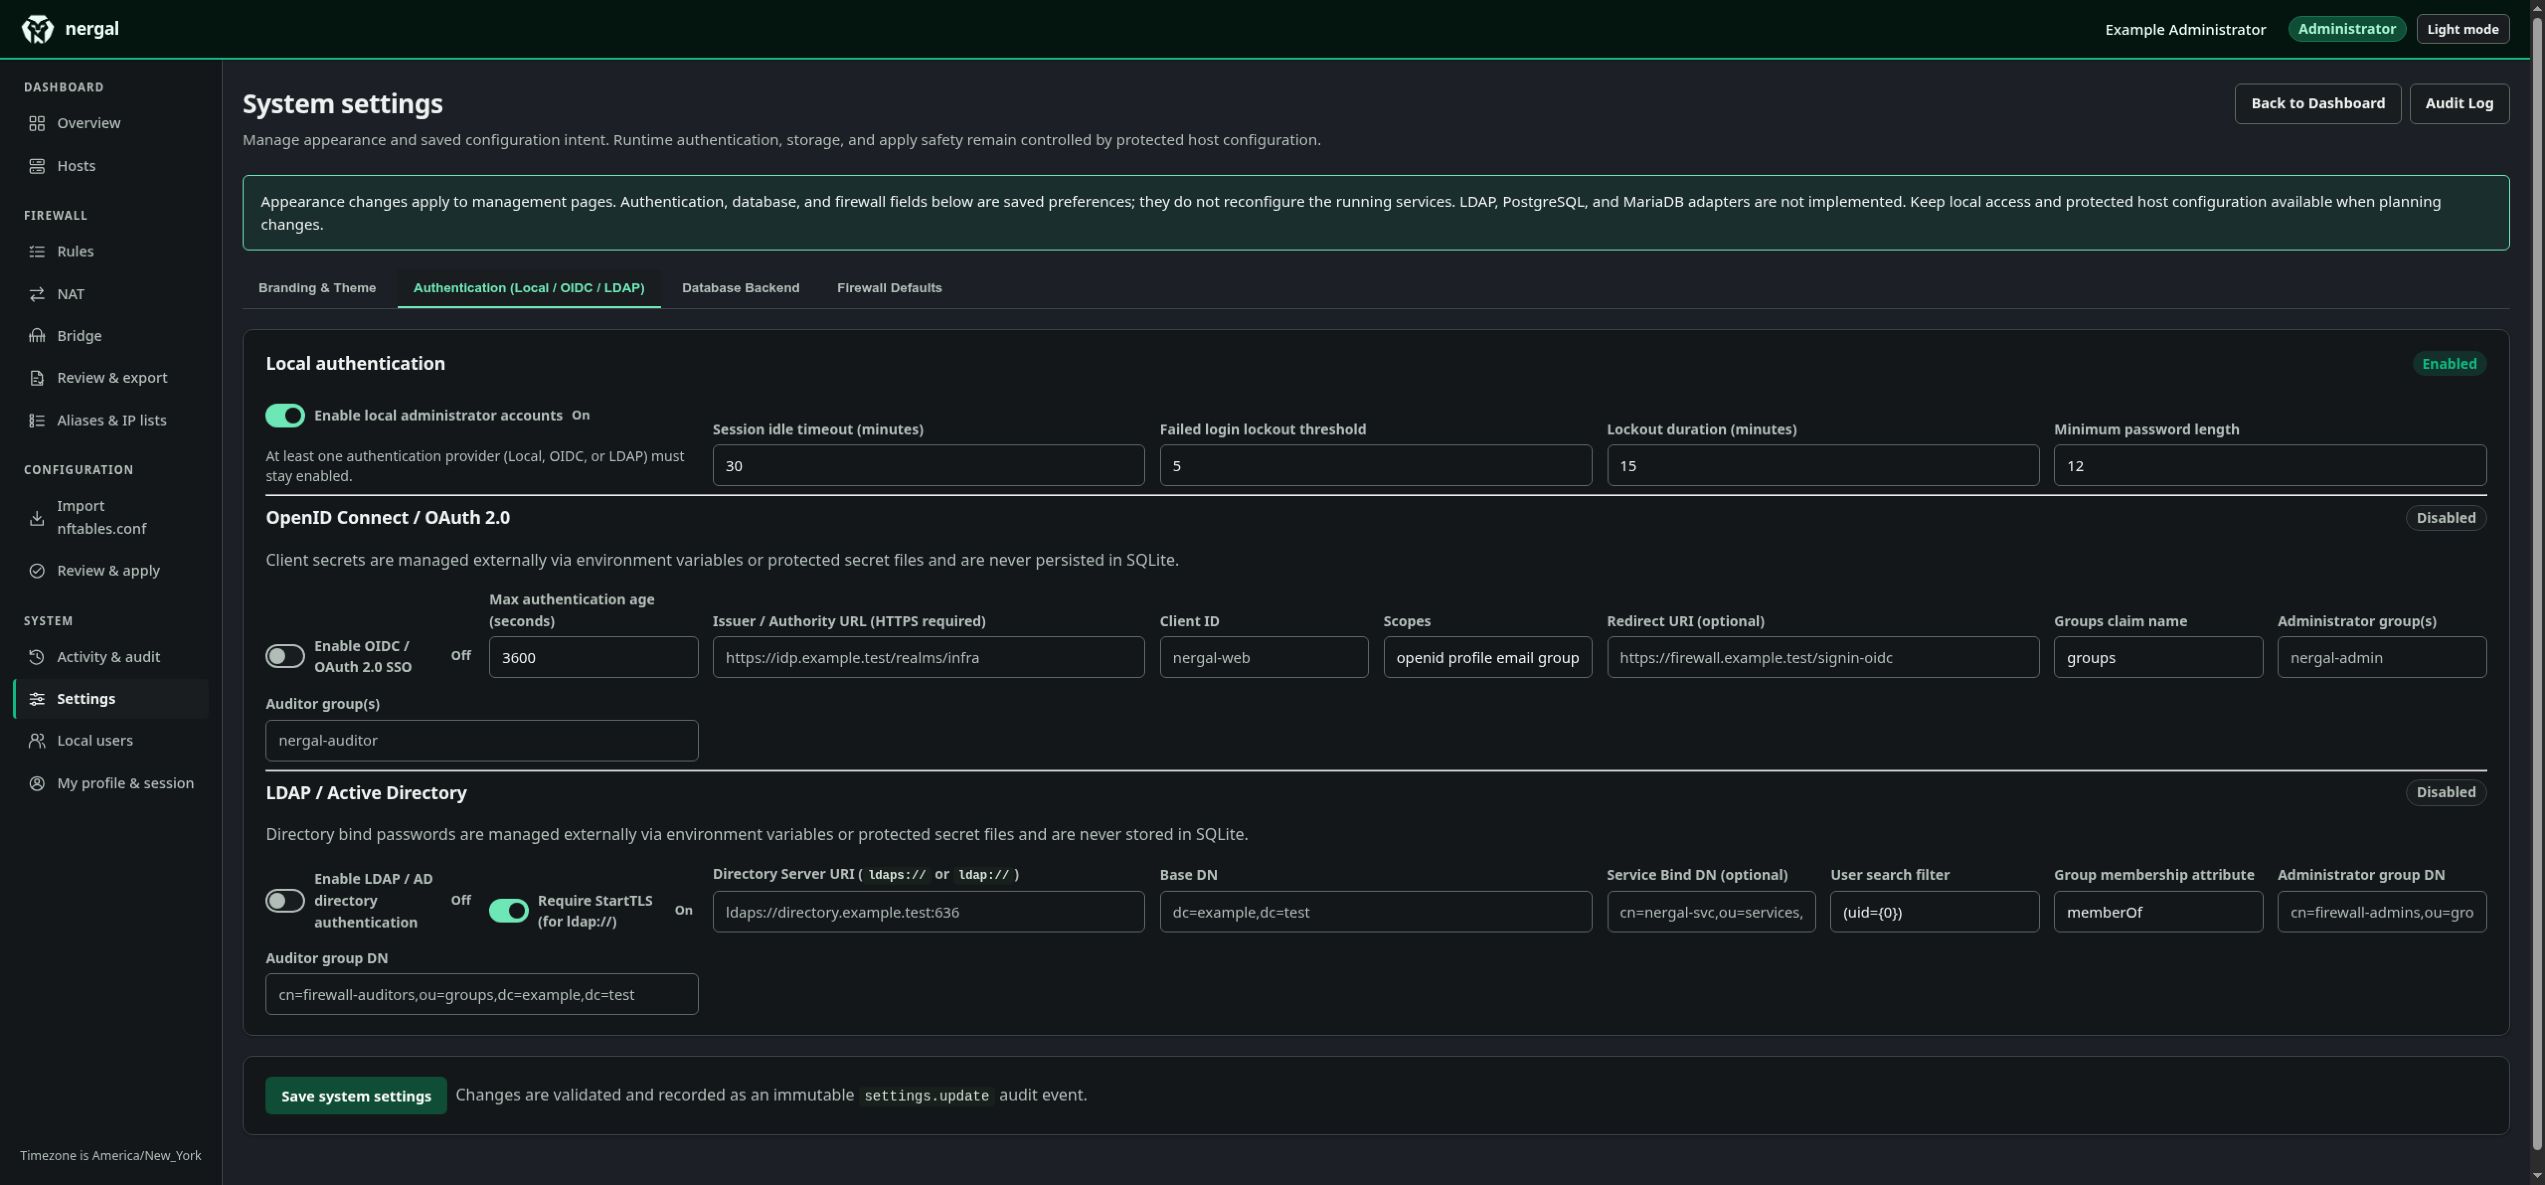 nergal
Example Administrator
Administrator
Light mode
DASHBOARD
Overview
Hosts
FIREWALL
Rules
NAT
Bridge
Review & export
Aliases & IP lists
CONFIGURATION
Import
nftables.conf
Review & apply
SYSTEM
Activity & audit
Settings
Local users
My profile & session
Timezone is America/New_York
System settings
Back to Dashboard
Audit Log
Manage appearance and saved configuration intent. Runtime authentication, storage, and apply safety remain controlled by protected host configuration.
Appearance changes apply to management pages. Authentication, database, and firewall fields below are saved preferences; they do not reconfigure the running services. LDAP, PostgreSQL, and MariaDB adapters are not implemented. Keep local access and protected host configuration available when planning
changes.
Branding & Theme
Authentication (Local / OIDC / LDAP)
Database Backend
Firewall Defaults
Local authentication
Enabled
Enable local administrator accounts On
At least one authentication provider (Local, OIDC, or LDAP) must
stay enabled.
Session idle timeout (minutes)
30
Failed login lockout threshold
5
Lockout duration (minutes)
15
Minimum password length
12
OpenID Connect / OAuth 2.0
Disabled
Client secrets are managed externally via environment variables or protected secret files and are never persisted in SQLite.
Enable OIDC /
OAuth 2.0 SSO
Off
Max authentication age
(seconds)
3600
Issuer / Authority URL (HTTPS required)
https://idp.example.test/realms/infra
Client ID
nergal-web
Scopes
openid profile email group
Redirect URI (optional)
https://firewall.example.test/signin-oidc
Groups claim name
groups
Administrator group(s)
nergal-admin
Auditor group(s)
nergal-auditor
LDAP / Active Directory
Disabled
Directory bind passwords are managed externally via environment variables or protected secret files and are never stored in SQLite.
Enable LDAP / AD
directory
authentication
Off
Require StartTLS
(for ldap://)
On
Directory Server URI ( ldaps:// or ldap:// )
ldaps://directory.example.test:636
Base DN
dc=example,dc=test
Service Bind DN (optional)
cn=nergal-svc,ou=services,
User search filter
(uid={0})
Group membership attribute
memberOf
Administrator group DN
cn=firewall-admins,ou=gro
Auditor group DN
cn=firewall-auditors,ou=groups,dc=example,dc=test
Save system settings
Changes are validated and recorded as an immutable settings.update audit event.